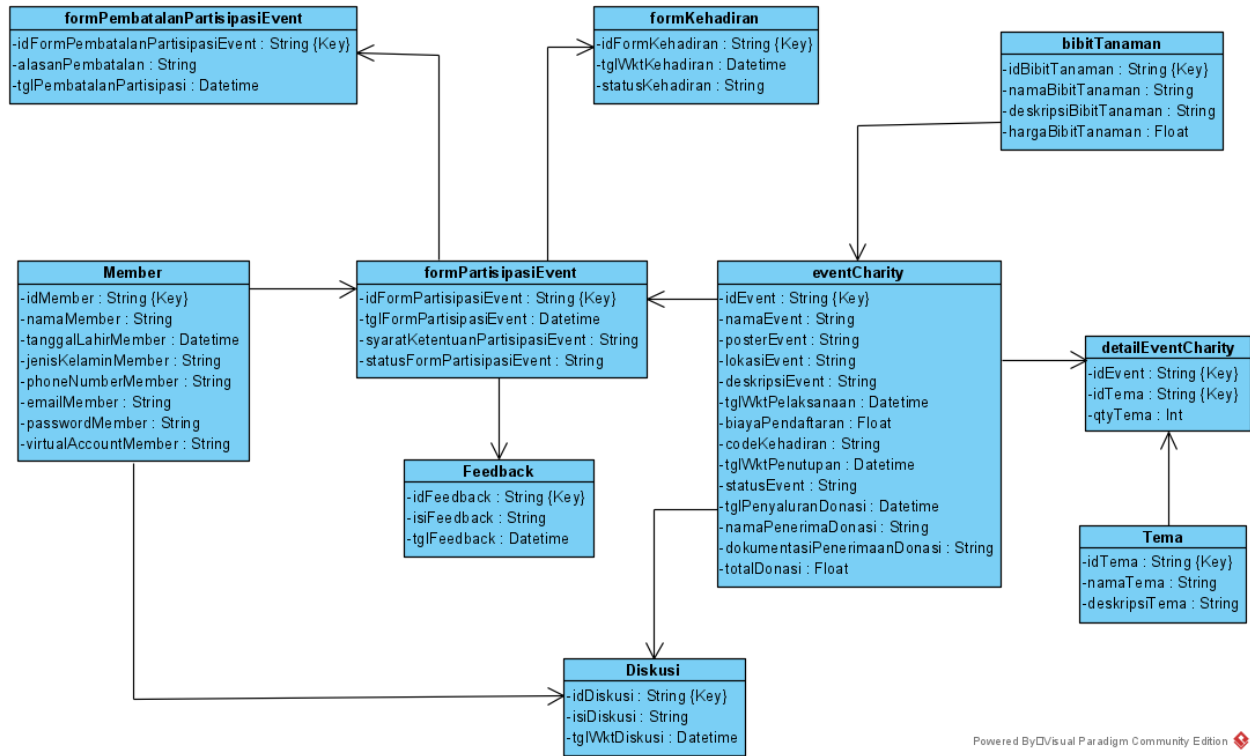 formPembatalanPartisipasiEvent
-idFormPembatalanPartisipasiEvent : String {Key}
-alasanPembatalan : String
-tglPembatalanPartisipasi : Datetime
formKehadiran
-idFormKehadiran : String {Key}
-tglWktKehadiran : Datetime
-statusKehadiran : String
bibitTanaman
-idBibitTanaman : String {Key}
-namaBibitTanaman : String
-deskripsiBibitTanaman : String
-hargaBibitTanaman : Float
Member
-idMember : String {Key}
-namaMember : String
-tanggalLahirMember : Datetime
-jenisKelaminMember : String
-phoneNumberMember : String
-emailMember : String
-passwordMember : String
-virtualAccountMember : String
formPartisipasiEvent
-idFormPartisipasiEvent : String {Key}
-tglFormPartisipasiEvent : Datetime
-syaratKetentuanPartisipasiEvent : String
-statusFormPartisipasiEvent : String
eventCharity
-idEvent : String {Key}
-namaEvent : String
-posterEvent : String
-lokasiEvent : String
-deskripsiEvent : String
-tglWktPelaksanaan : Datetime
-biayaPendaftaran : Float
-codeKehadiran : String
-tglWktPenutupan : Datetime
-statusEvent : String
-tglPenyaluranDonasi : Datetime
-namaPenerimaDonasi : String
-dokumentasiPenerimaanDonasi : String
-totalDonasi : Float
detailEventCharity
-idEvent : String {Key}
-idTema : String {Key}
-qtyTema : Int
Feedback
-idFeedback : String {Key}
-isiFeedback : String
-tglFeedback : Datetime
Tema
-idTema : String {Key}
-namaTema : String
-deskripsiTema : String
Diskusi
-idDiskusi : String {Key}
-isiDiskusi : String
-tglWktDiskusi : Datetime
Powered By□Visual Paradigm Community Edition